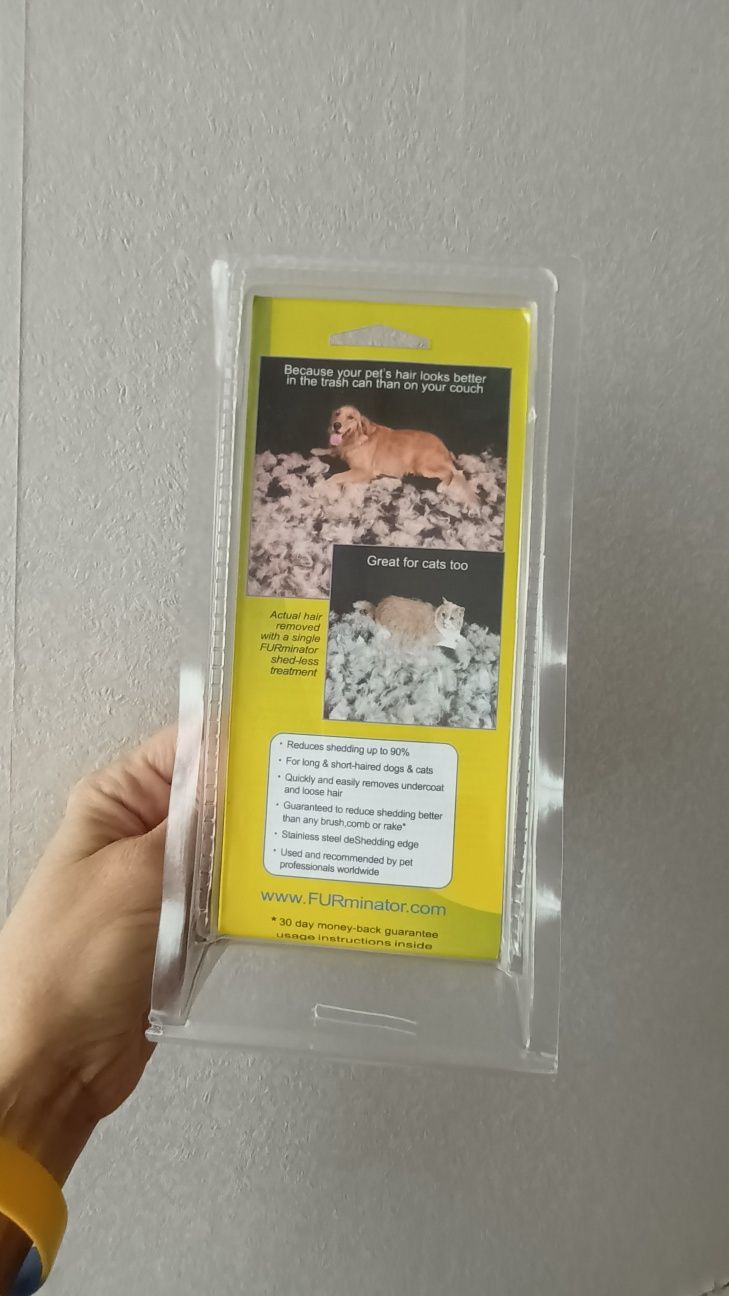 Because your pet's hair looks better
in the trash can than on your couch
Great for cats too
Actual hair
removed
with a single
FURminator
shed-less
treatment
• Reduces shedding up to 90%
• For long & short-haired dogs & cats
• Quickly and easily removes undercoat
and loose hair
• Guaranteed to reduce shedding better
than any brush,comb or rake*
• Stainless steel deShedding edge
• Used and recommended by pet
professionals worldwide
www.FURminator.com
* 30 day money-back guarantee
usage instructions inside